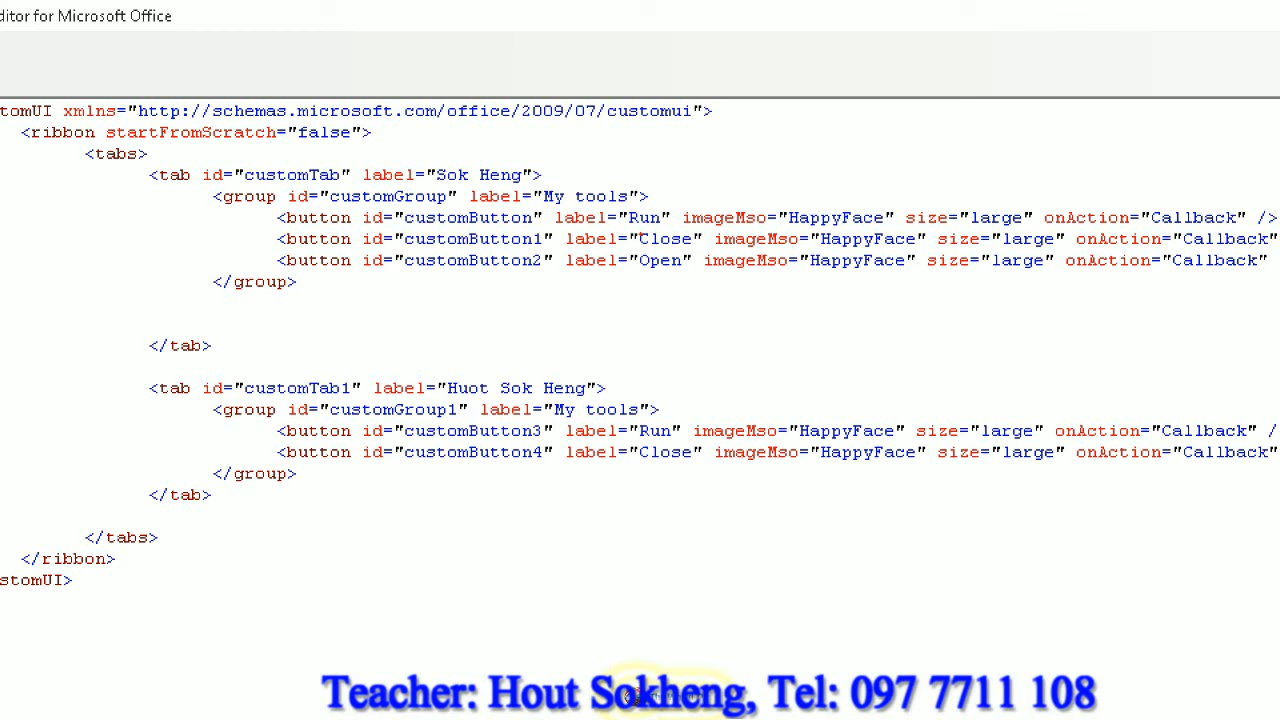 ditor for Microsoft Office
tomUI xmlns="http://schemas.microsoft.com/office/2009/07/customui">
<ribbon startFromScratch="false">
<tabs>
<tab id="customTab" label="Sok Heng">
<group id="customGroup" label="My tools">
<button id="customButton" label="Run" imageMso="HappyFace" size="large" onAction="Callback" />
<button id="customButton1" label="Close" imageMso="HappyFace" size="large" onAction="Callback"
<button id="customButton2" label="Open" imageMso="HappyFace" size="large" onAction="Callback"
</group>
</tab>
<tab id="customTab1" label="Huot Sok Heng">
<group id="customGroup1" label="My tools">
<button id="customButton3" label="Run" imageMso="HappyFace" size="large" onAction="Callback" /
<button id="customButton4" label="Close" imageMso="HappyFace" size="large" onAction="Callback"
</group>
</tab>
</tabs>
</ribbon>
stomUI>
Teacher: Hout Sokheng, Tel: 097 7711 108